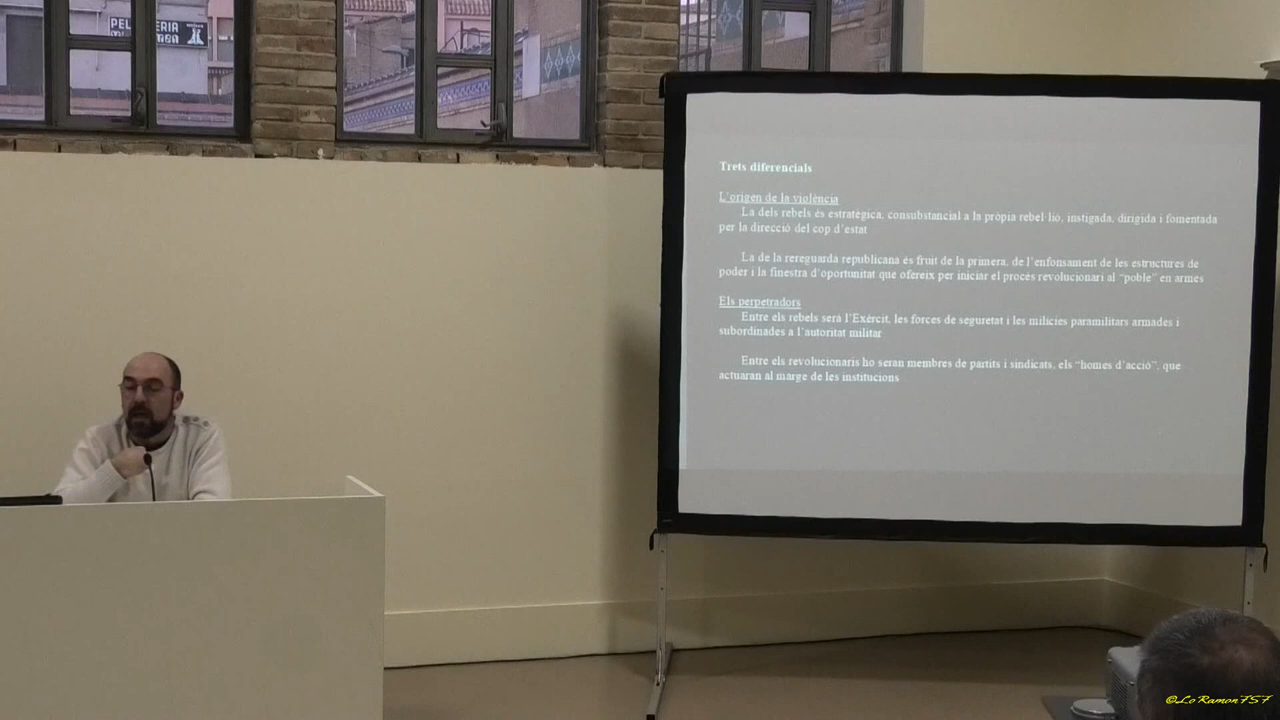 PEL
ERIA
Trets diferencials
L'origen de la violència
La dels rebels és estratègica, consubstancial a la pròpia rebel·lió, instigada, dirigida i fomentada
per la direcció del cop d'estat
La de la rereguarda republicana és fruit de la primera, de l'enfonsament de les estructures de
poder i la finestra d'oportunitat que ofereix per iniciar el procés revolucionari al "poble" en armes
Els perpetradors
Entre els rebels serà l'Exèrcit, les forces de seguretat i les milícies paramilitars armades i
subordinades a l'autoritat militar
Entre els revolucionaris ho seran membres de partits i sindicats, els "homes d'acció", que
actuaran al marge de les institucions
©LoRamon757